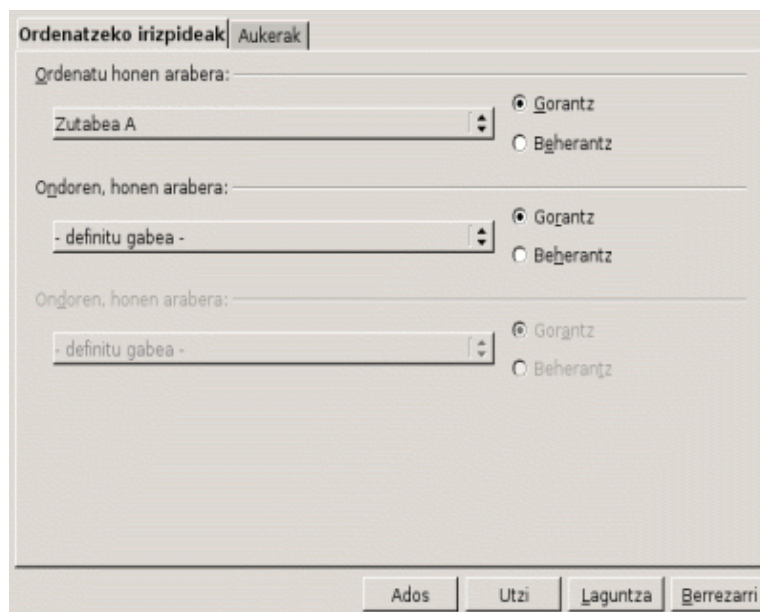 Ordenatzeko irizpideak Aukerak
Ordenatu honen arabera:
Zutabea A
Gorantz
Beherantz
Ondoren, honen arabera:
- definitu gabea -
Gorantz
Beherantz
Ondoren, honen arabera:
- definitu gabea -
Gorantz
Beherantz
Ados Utzi Laguntza Berrezarri